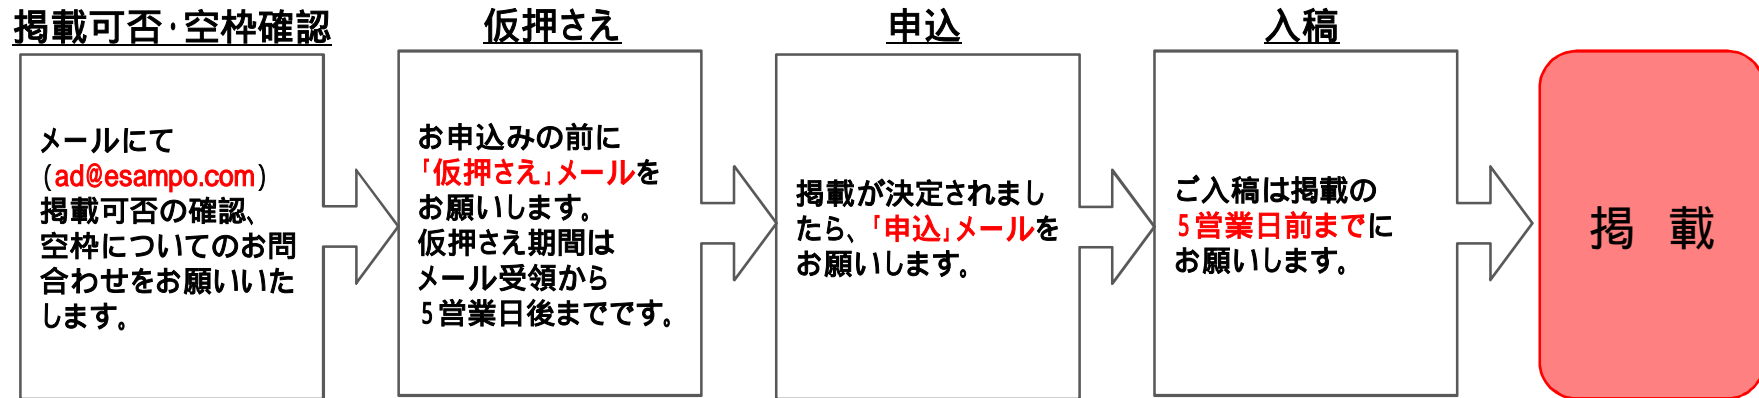 掲載可否・空枠確認
メールにて
(ad@esampo.com)
掲載可否の確認、
空枠についてのお問
合わせをお願いいた
します。
仮押さえ
お申込みの前に
「仮押さえ」メールを
お願いします。
仮押さえ期間は
メール受領から
5営業日後までです。
申込
掲載が決定されまし
たら、「申込」メールを
お願いします。
入稿
ご入稿は掲載の
5営業日前までに
お願いします。
掲 載